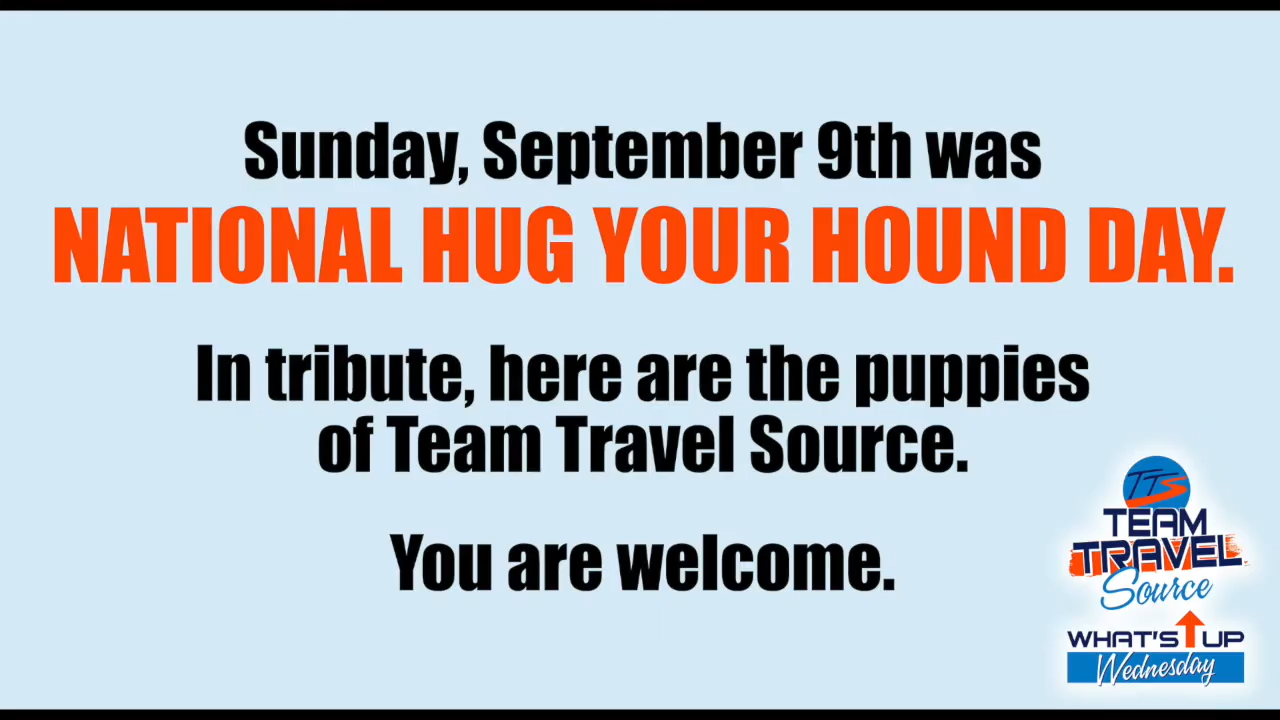 Sunday, September 9th was
NATIONAL HUG YOUR HOUND DAY.
In tribute, here are the puppies
of Team Travel Source.
You are welcome.
TTS
TEAM
TRAVEL
Source
WHAT'S UP
Wednesday